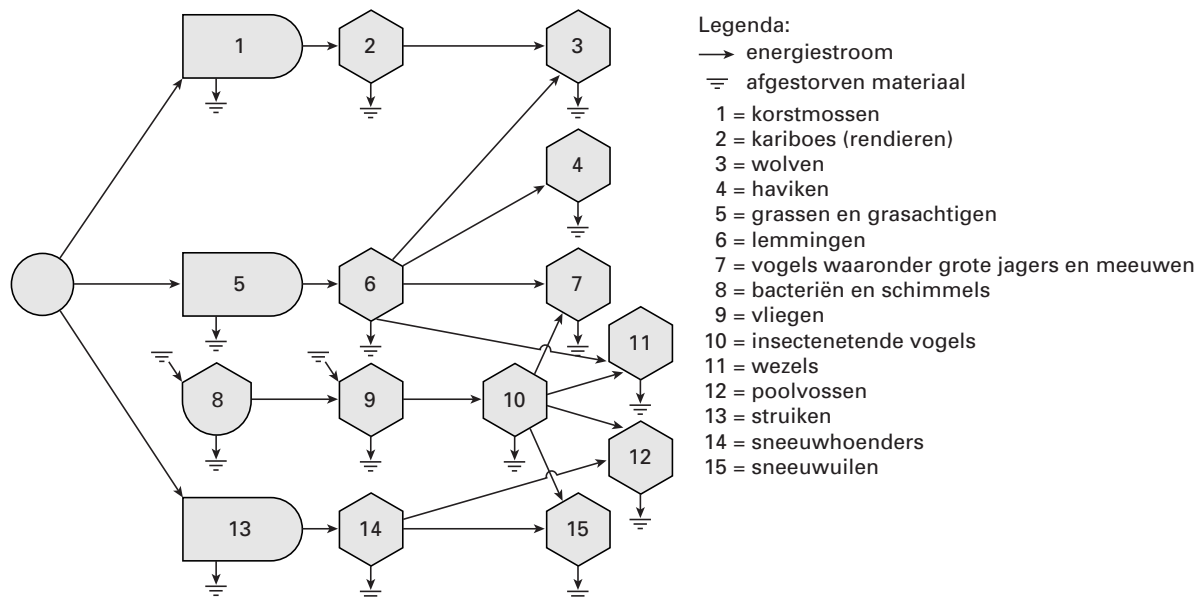 1
2
3
4
5
6
7
8
9
10
11
12
13
14
15
Legenda:
energiestroom
afgestorven materiaal
1 = korstmossen
2 = kariboes (rendieren)
3 = wolven
4 = haviken
5 = grassen en grasachtigen
6 = lemmingen
7 = vogels waaronder grote jagers en meeuwen
8 = bacteriën en schimmels
9 = vliegen
10 = insectenetende vogels
11 = wezels
12 = poolvossen
13 = struiken
14 = sneeuwhoenders
15 = sneeuwuilen